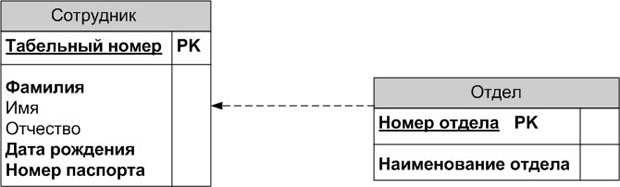 Сотрудник
Табельный номер PK
Фамилия
Имя
Отчество
Дата рождения
Номер паспорта
Отдел
Номер отдела PK
Наименование отдела